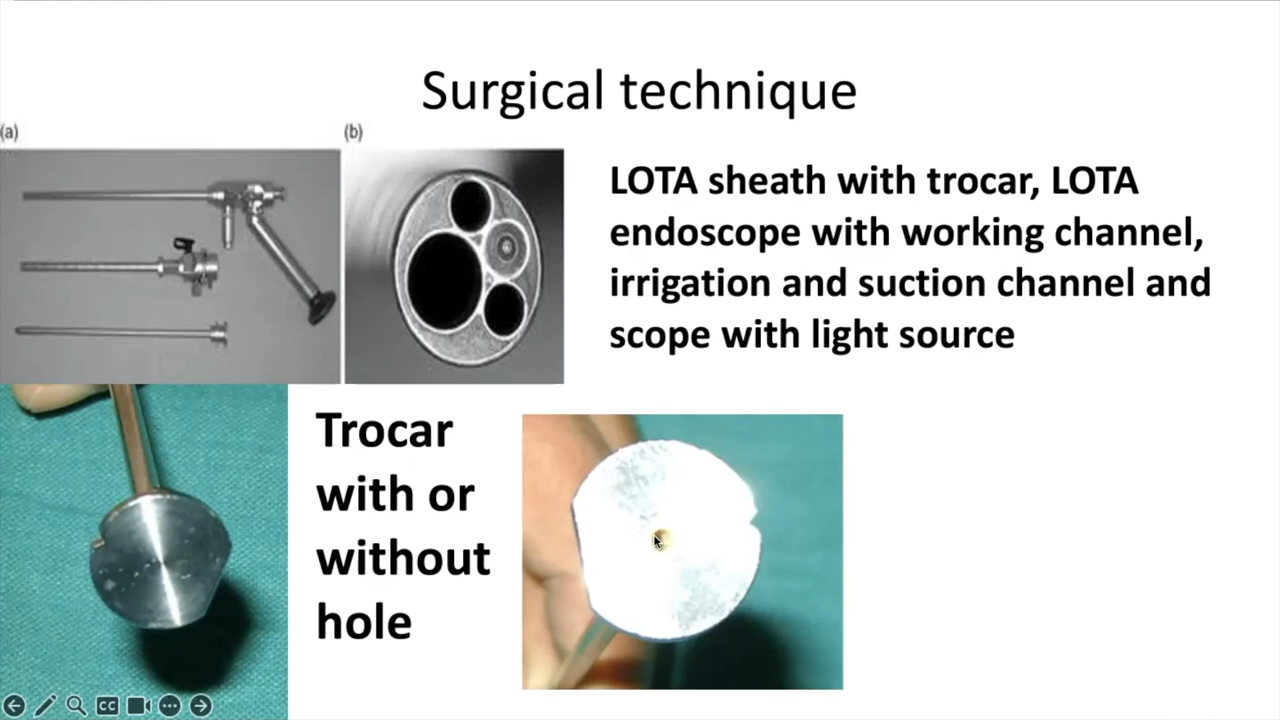 Surgical technique
(a)
(b)
LOTA sheath with trocar, LOTA
endoscope with working channel,
irrigation and suction channel and
scope with light source
Trocar
with or
without
hole
CC